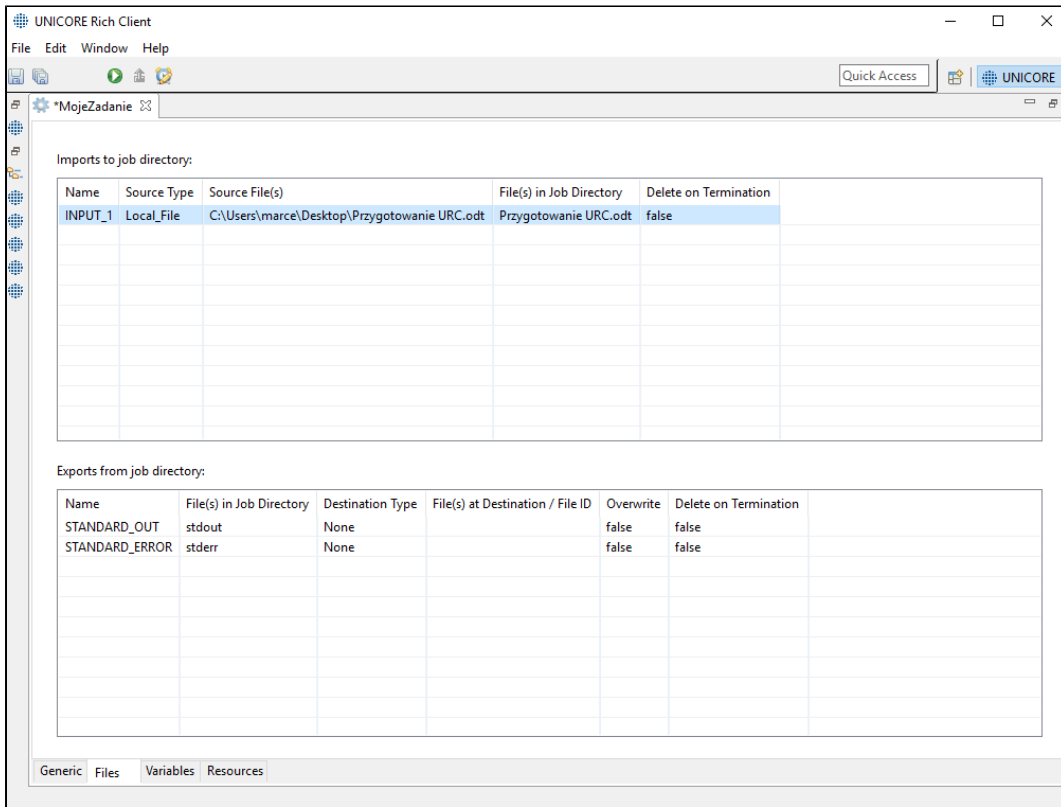 UNICORE Rich Client
File Edit Window Help
Quick Access UNICORE
*MojeZadanie
Imports to job directory:
Name Source Type Source File(s) File(s) in Job Directory Delete on Termination
INPUT_1 Local_File C:\Users\marce\Desktop\Przygotowanie URC.odt Przygotowanie URC.odt false
Exports from job directory:
Name File(s) in Job Directory Destination Type File(s) at Destination / File ID Overwrite Delete on Termination
STANDARD_OUT stdout None false false
STANDARD_ERROR stderr None false false
Generic Files Variables Resources